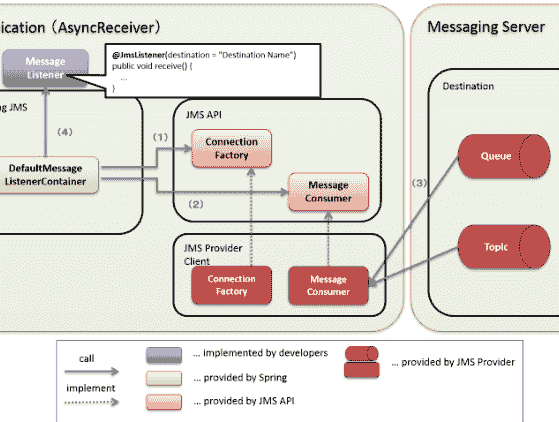 ication (AsyncReceiver)
Messaging Server
Message
Listener
@JmsListener(destination = "Destination Name")
public void receive() {
...
}
ng JMS
JMS API
Destination
(4)
(1)
Connection
Factory
Queue
DefaultMessage
ListenerContainer
(2)
Message
Consumer
(3)
JMS Provider
Client
Topic
Connection
Factory
Message
Consumer
call
... implemented by developers
... provided by JMS Provider
... provided by Spring
implement
... provided by JMS API